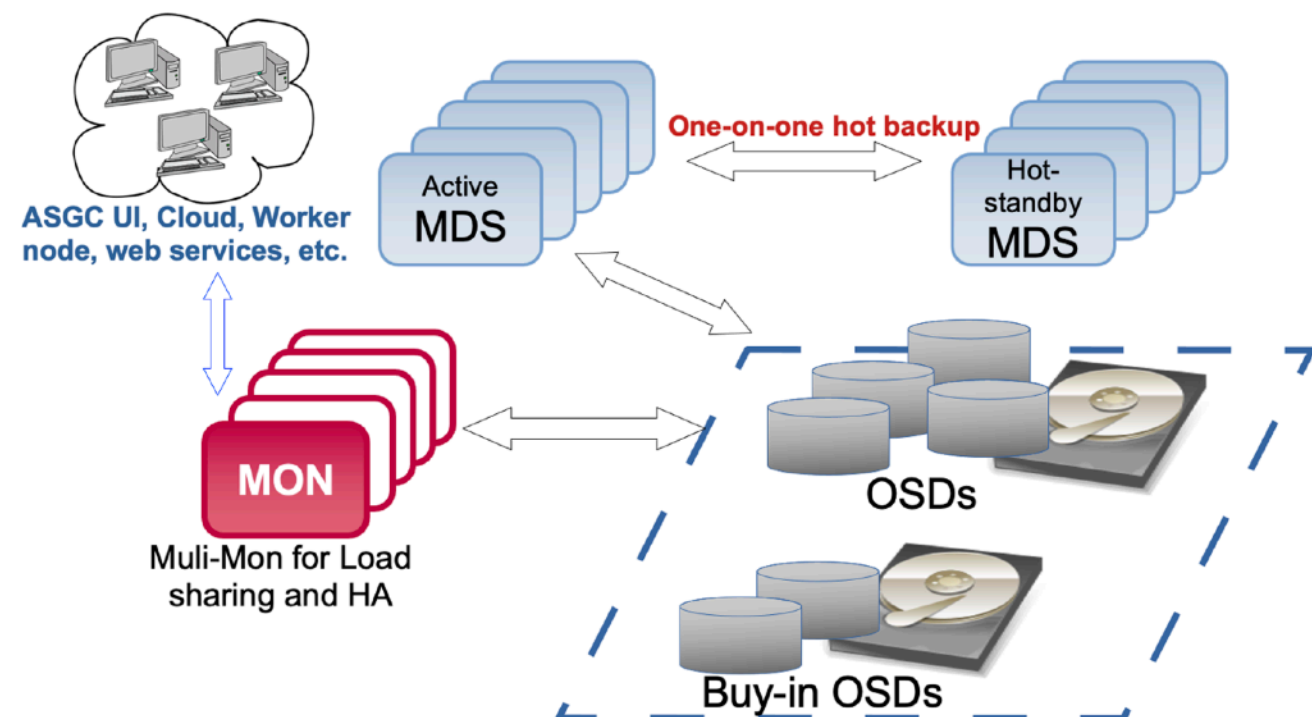 One-on-one hot backup
Active
MDS
Hot-
standby
MDS
ASGC UI, Cloud, Worker
node, web services, etc.
MON
Muli-Mon for Load
sharing and HA
OSDs
Buy-in OSDs